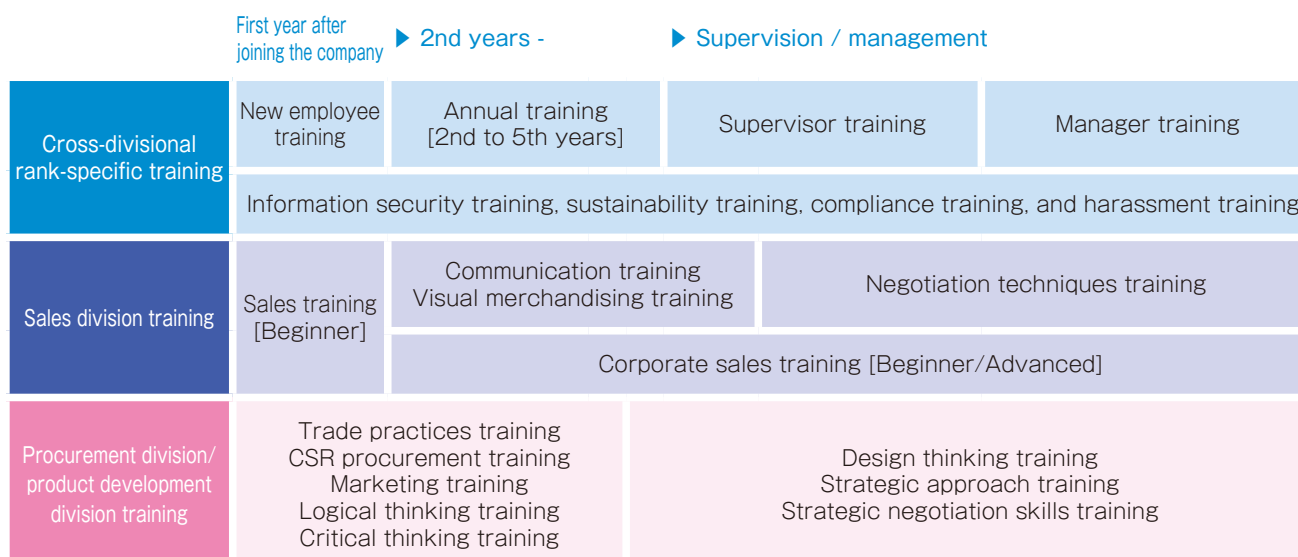 First year after
joining the company
▶ 2nd years -
▶ Supervision / management
Cross-divisional
rank-specific training
New employee
training
Annual training
[2nd to 5th years]
Supervisor training
Manager training
Information security training, sustainability training, compliance training, and harassment training
Sales division training
Sales training
[Beginner]
Communication training
Visual merchandising training
Negotiation techniques training
Corporate sales training [Beginner/Advanced]
Procurement division/
product development
division training
Trade practices training
CSR procurement training
Marketing training
Logical thinking training
Critical thinking training
Design thinking training
Strategic approach training
Strategic negotiation skills training